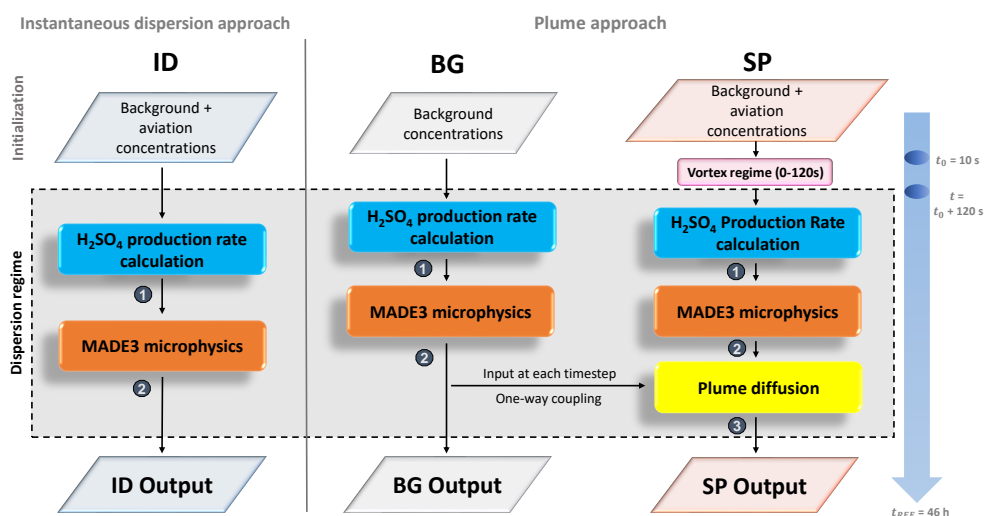 Instantaneous dispersion approach
Plume approach
ID
BG
SP
Initialization
Background +
aviation
concentrations
Background
concentrations
Background +
aviation
concentrations
Vortex regime (0-120s)
t₀ = 10 s
t =
t₀ + 120 s
Dispersion regime
H₂SO₄ production rate
calculation
H₂SO₄ production rate
calculation
H₂SO₄ Production Rate
calculation
1
1
1
MADE3 microphysics
MADE3 microphysics
MADE3 microphysics
2
2
2
Input at each timestep
One-way coupling
Plume diffusion
3
ID Output
BG Output
SP Output
t_REF = 46 h